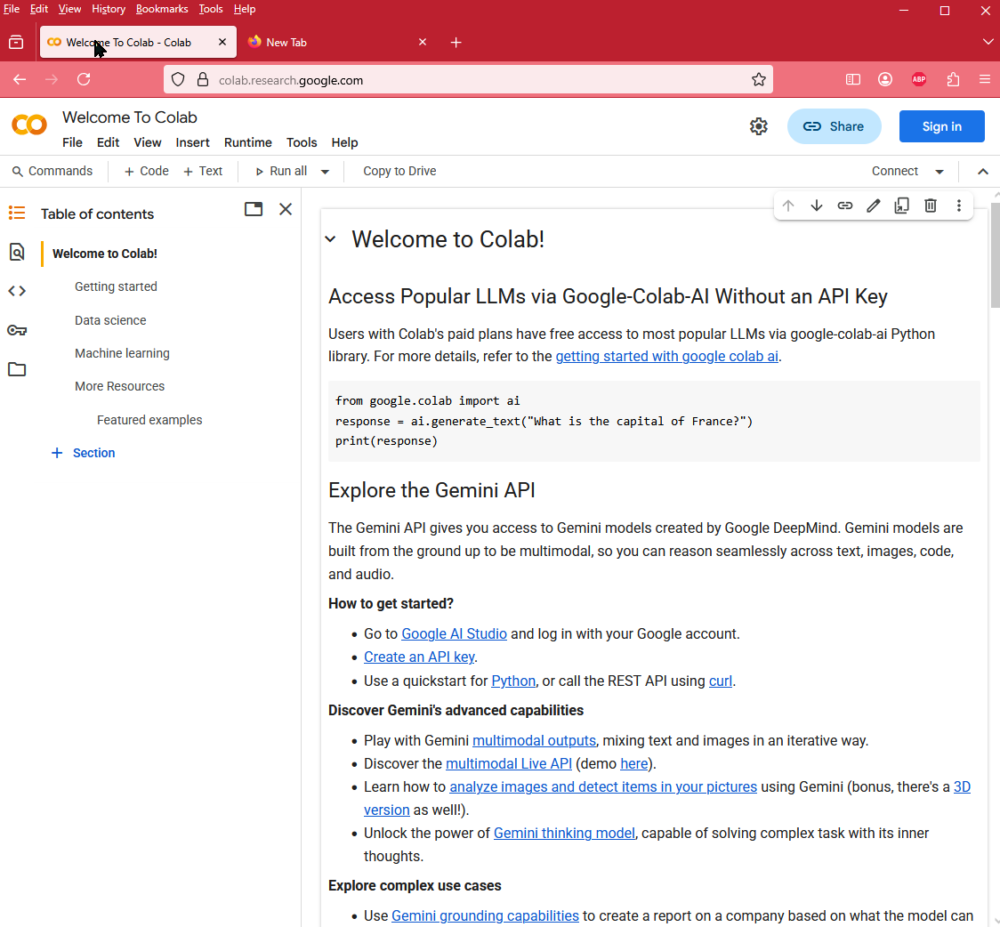 File Edit View History Bookmarks Tools Help
Welcome To Colab - Colab
New Tab
colab.research.google.com
ABP
Welcome To Colab
File Edit View Insert Runtime Tools Help
Share
Sign in
Commands + Code + Text Run all Copy to Drive Connect
Table of contents
Welcome to Colab!
Getting started
Data science
Machine learning
More Resources
Featured examples
+ Section
Welcome to Colab!
Access Popular LLMs via Google-Colab-AI Without an API Key
Users with Colab's paid plans have free access to most popular LLMs via google-colab-ai Python
library. For more details, refer to the getting started with google colab ai.
from google.colab import ai
response = ai.generate_text("What is the capital of France?")
print(response)
Explore the Gemini API
The Gemini API gives you access to Gemini models created by Google DeepMind. Gemini models are
built from the ground up to be multimodal, so you can reason seamlessly across text, images, code,
and audio.
How to get started?
• Go to Google AI Studio and log in with your Google account.
• Create an API key.
• Use a quickstart for Python, or call the REST API using curl.
Discover Gemini's advanced capabilities
• Play with Gemini multimodal outputs, mixing text and images in an iterative way.
• Discover the multimodal Live API (demo here).
• Learn how to analyze images and detect items in your pictures using Gemini (bonus, there's a 3D
version as well!).
• Unlock the power of Gemini thinking model, capable of solving complex task with its inner
thoughts.
Explore complex use cases
• Use Gemini grounding capabilities to create a report on a company based on what the model can